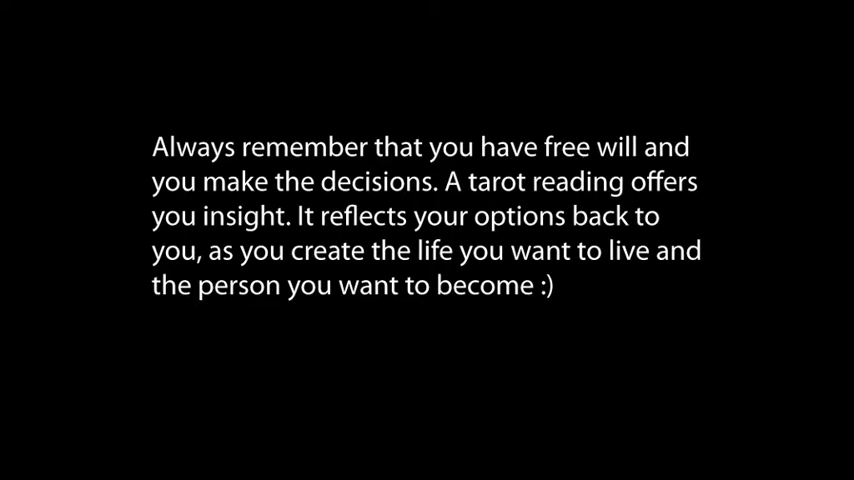 Always remember that you have free will and
you make the decisions. A tarot reading offers
you insight. It reflects your options back to
you, as you create the life you want to live and
the person you want to become :)